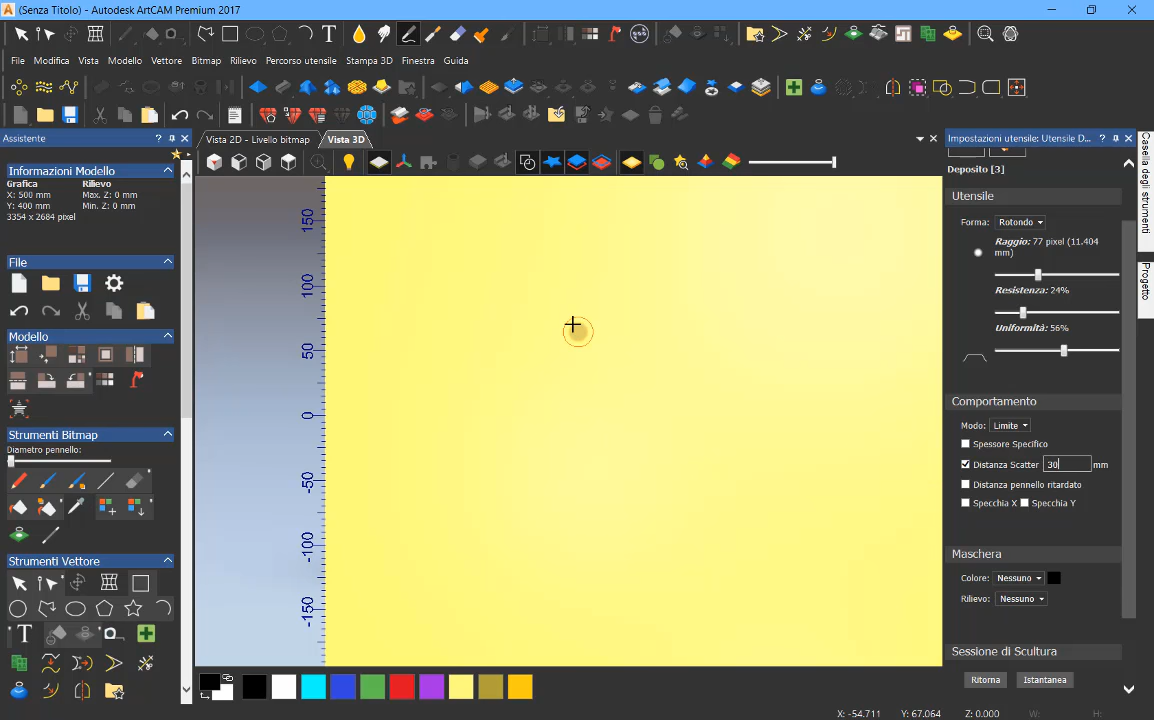 (Senza Titolo) - Autodesk ArtCAM Premium 2017
File Modifica Vista Modello Vettore Bitmap Rilievo Percorso utensile Stampa 3D Finestra Guida
Assistente ?
Vista 2D - Livello bitmap Vista 3D
Impostazioni utensile: Utensile D... ?
Informazioni Modello
Grafica Rilievo
X: 500 mm Max. Z: 0 mm
Y: 400 mm Min. Z: 0 mm
3354 x 2684 pixel
File
Modello
Strumenti Bitmap
Diametro pennello:
Strumenti Vettore
150
100
50
0
-50
-100
-150
Deposito [3]
Utensile
Forma: Rotondo
Raggio: 77 pixel (11.404
mm)
Resistenza: 24%
Uniformità: 56%
Comportamento
Modo: Limite
Spessore Specifico
Distanza Scatter 30 mm
Distanza pennello ritardato
Specchia X Specchia Y
Maschera
Colore: Nessuno
Rilievo: Nessuno
Sessione di Scultura
Ritorna Istantanea
Casella degli strumenti
Progetto
X: -54.711 Y: 67.064 Z: 0.000 W: H: